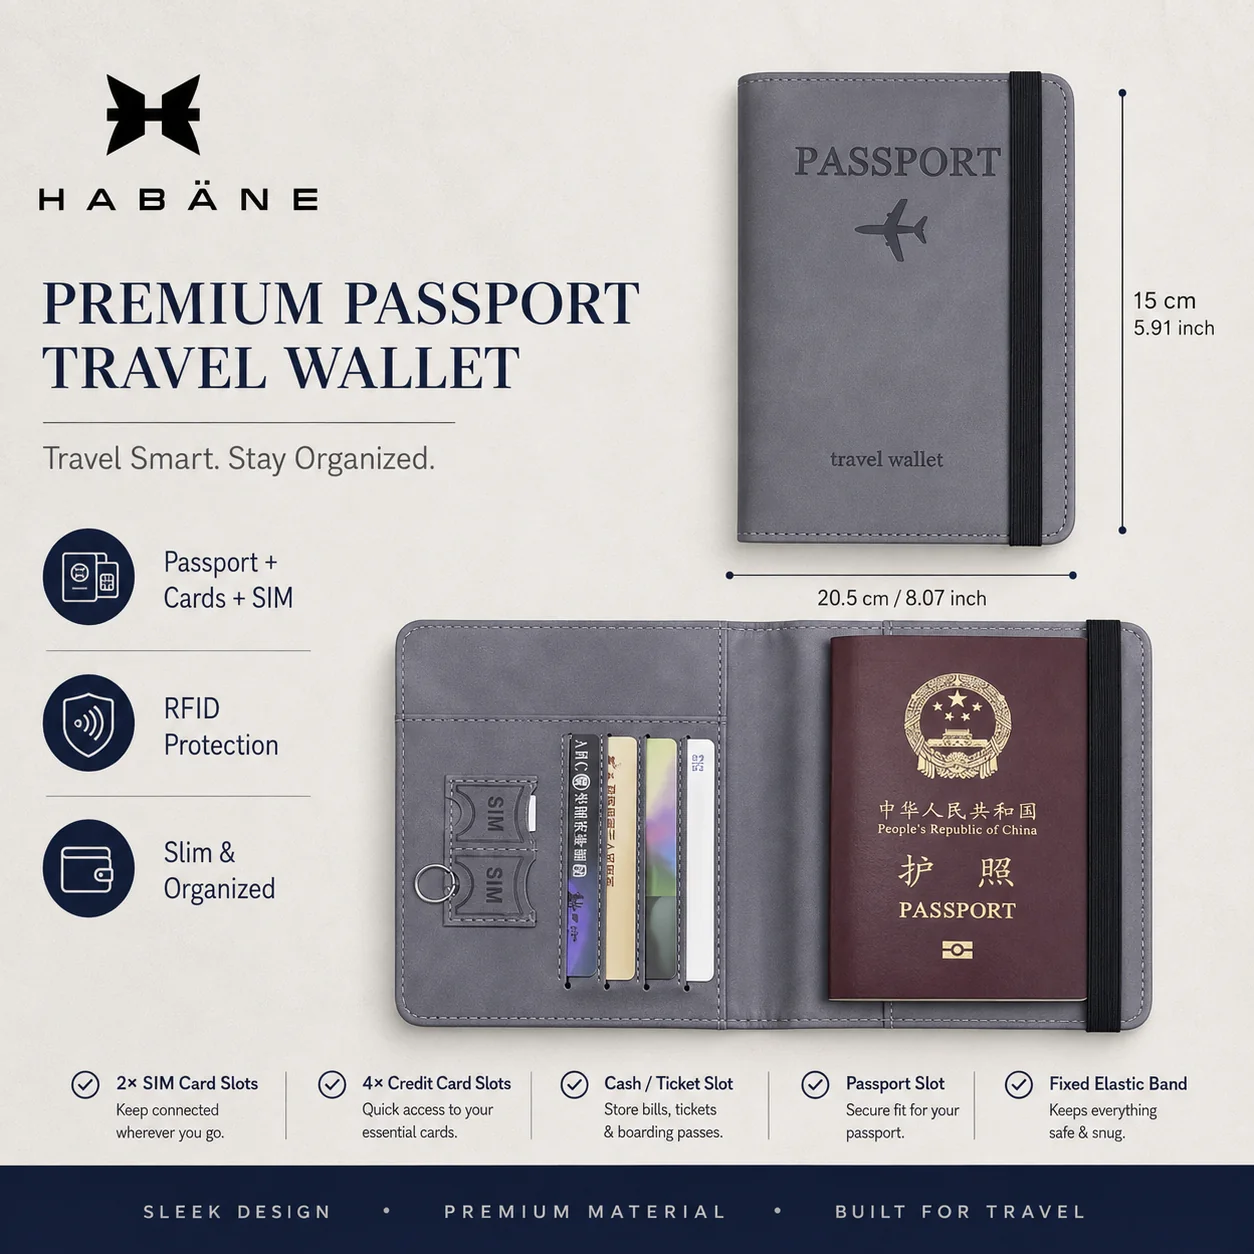 HABÄNE
PREMIUM PASSPORT
TRAVEL WALLET
Travel Smart. Stay Organized.
Passport +
Cards + SIM
RFID
Protection
Slim &
Organized
PASSPORT
travel wallet
15 cm
5.91 inch
20.5 cm / 8.07 inch
SIM
SIM
中华人民共和国
People's Republic of China
护 照
PASSPORT
2× SIM Card Slots
Keep connected
wherever you go.
4× Credit Card Slots
Quick access to your
essential cards.
Cash / Ticket Slot
Store bills, tickets
& boarding passes.
Passport Slot
Secure fit for your
passport.
Fixed Elastic Band
Keeps everything
safe & snug.
SLEEK DESIGN • PREMIUM MATERIAL • BUILT FOR TRAVEL